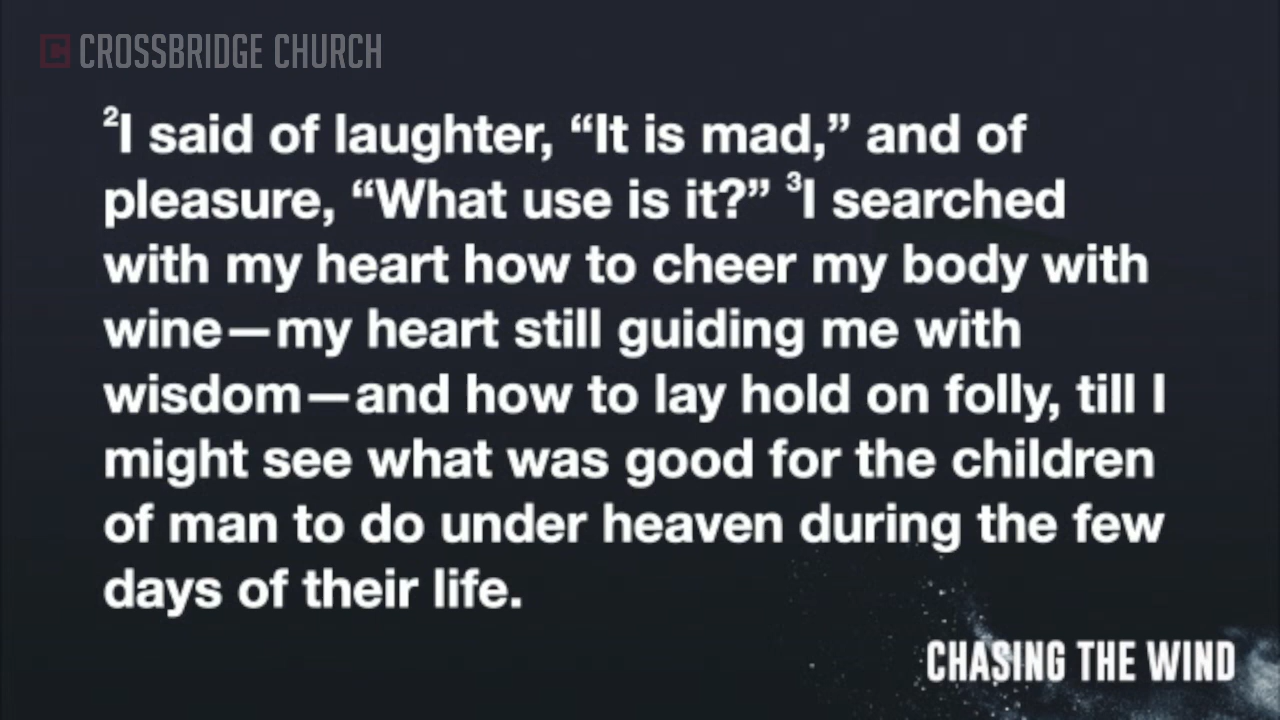 CROSSBRIDGE CHURCH
²I said of laughter, “It is mad,” and of
pleasure, “What use is it?” ³I searched
with my heart how to cheer my body with
wine—my heart still guiding me with
wisdom—and how to lay hold on folly, till I
might see what was good for the children
of man to do under heaven during the few
days of their life.
CHASING THE WIND